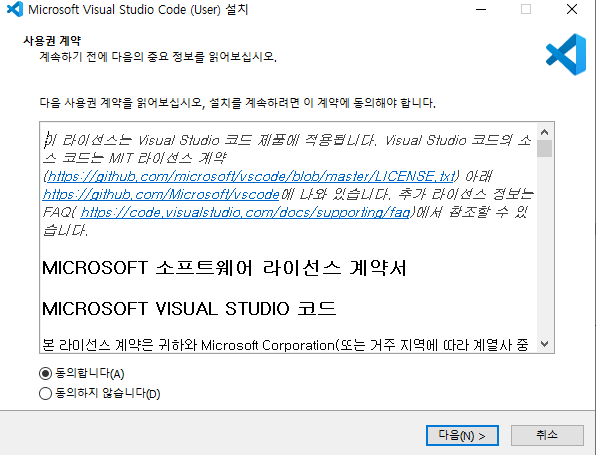 Microsoft Visual Studio Code (User) 설치
사용권 계약
계속하기 전에 다음의 중요 정보를 읽어보십시오.
다음 사용권 계약을 읽어보십시오, 설치를 계속하려면 이 계약에 동의해야 합니다.
이 라이선스는 Visual Studio 코드 제품에 적용됩니다. Visual Studio 코드의 소
스 코드는 MIT 라이선스 계약
(https://github.com/microsoft/vscode/blob/master/LICENSE.txt) 아래
https://github.com/Microsoft/vscode에 나와 있습니다. 추가 라이선스 정보는
FAQ( https://code.visualstudio.com/docs/supporting/faq)에서 참조할 수 있
습니다.
MICROSOFT 소프트웨어 라이선스 계약서
MICROSOFT VISUAL STUDIO 코드
본 라이선스 계약은 귀하와 Microsoft Corporation(또는 거주 지역에 따라 계열사 중
동의합니다(A)
동의하지 않습니다(D)
다음(N) >
취소